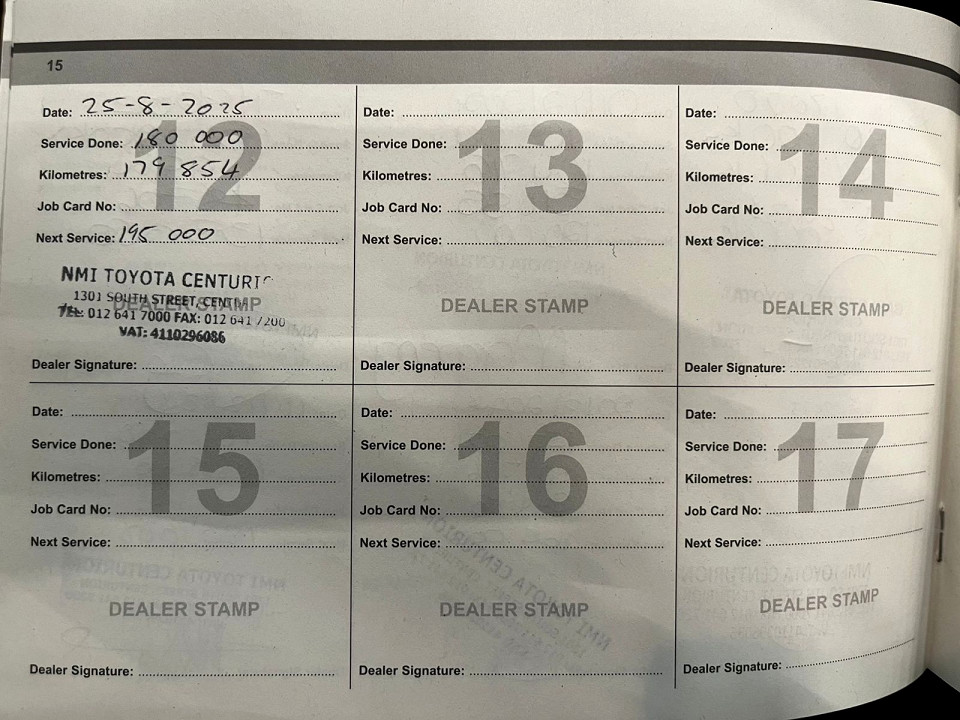 15
12
Date: 25-8-2025
Service Done: 180 000
Kilometres: 179 854
Job Card No:
Next Service: 195 000
DEALER STAMP
NMI TOYOTA
1301 SOUTH STREET,
TEL: 012 641 7000 FAX: 012 641 7200
VAT: 4110296086
Dealer Signature:
13
Date:
Service Done:
Kilometres:
Job Card No:
Next Service:
DEALER STAMP
Dealer Signature:
14
Date:
Service Done:
Kilometres:
Job Card No:
Next Service:
DEALER STAMP
Dealer Signature:
15
Date:
Service Done:
Kilometres:
Job Card No:
Next Service:
DEALER STAMP
Dealer Signature:
16
Date:
Service Done:
Kilometres:
Job Card No:
Next Service:
DEALER STAMP
Dealer Signature:
17
Date:
Service Done:
Kilometres:
Job Card No:
Next Service:
DEALER STAMP
Dealer Signature: